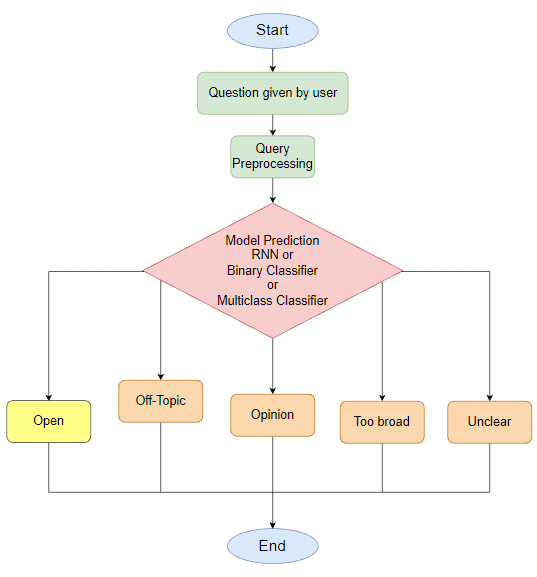 Start
Question given by user
Query
Preprocessing
Model Prediction
RNN or
Binary Classifier
or
Multiclass Classifier
Open
Off-Topic
Opinion
Too broad
Unclear
End